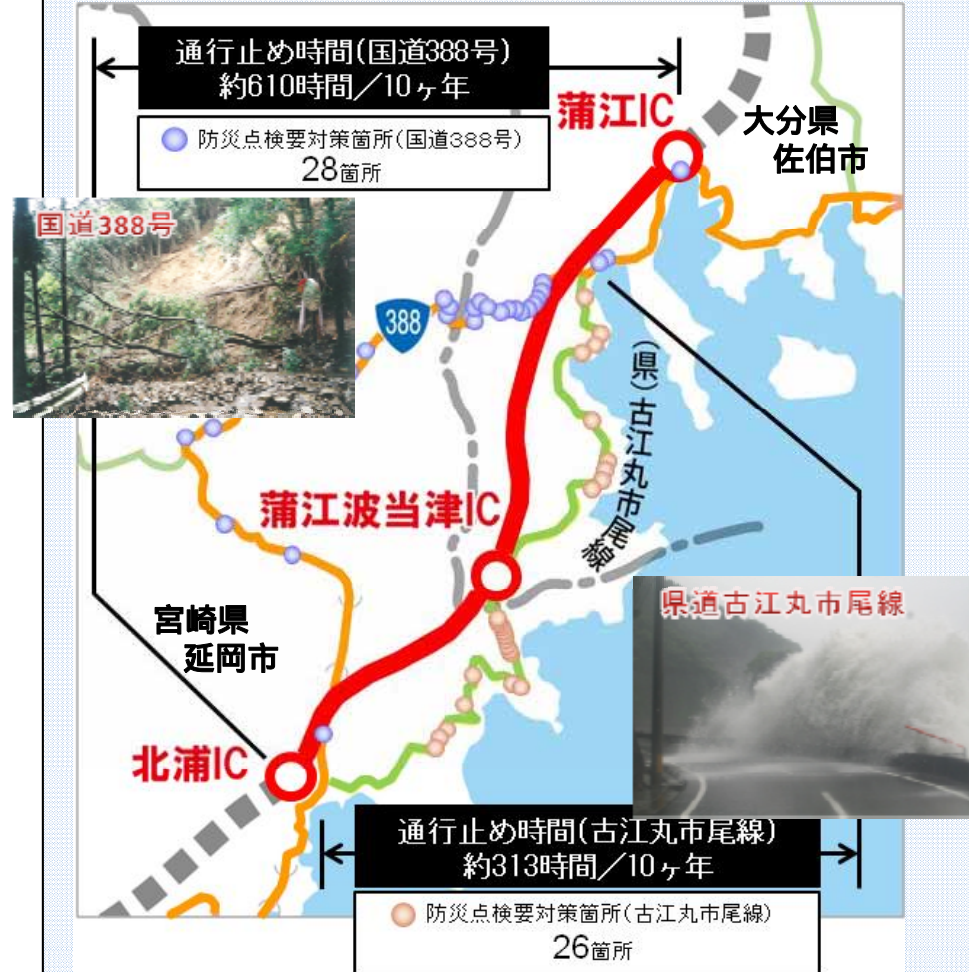 通行止め時間(国道388号)
約610時間/10ヶ年
防災点検要対策箇所(国道388号)
28箇所
蒲江IC
大分県
佐伯市
国道388号
388
(県)古江丸市尾線
蒲江波当津IC
宮崎県
延岡市
県道古江丸市尾線
北浦IC
通行止め時間(古江丸市尾線)
約313時間/10ヶ年
防災点検要対策箇所(古江丸市尾線)
26箇所